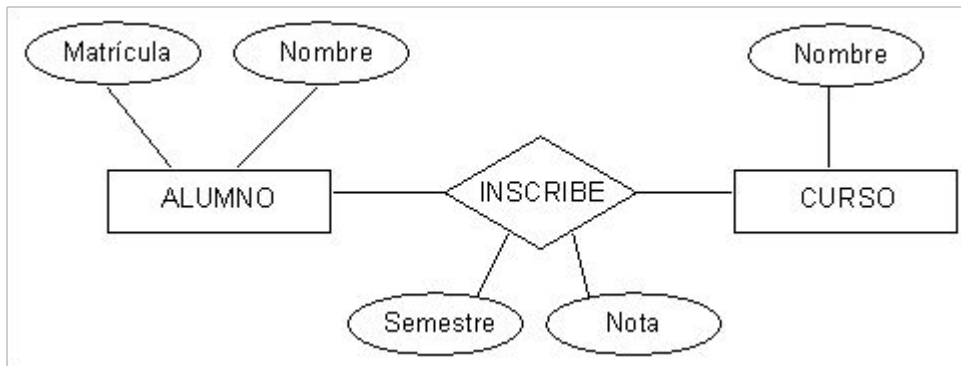 Matrícula
Nombre
Nombre
ALUMNO
INSCRIBE
CURSO
Semestre
Nota